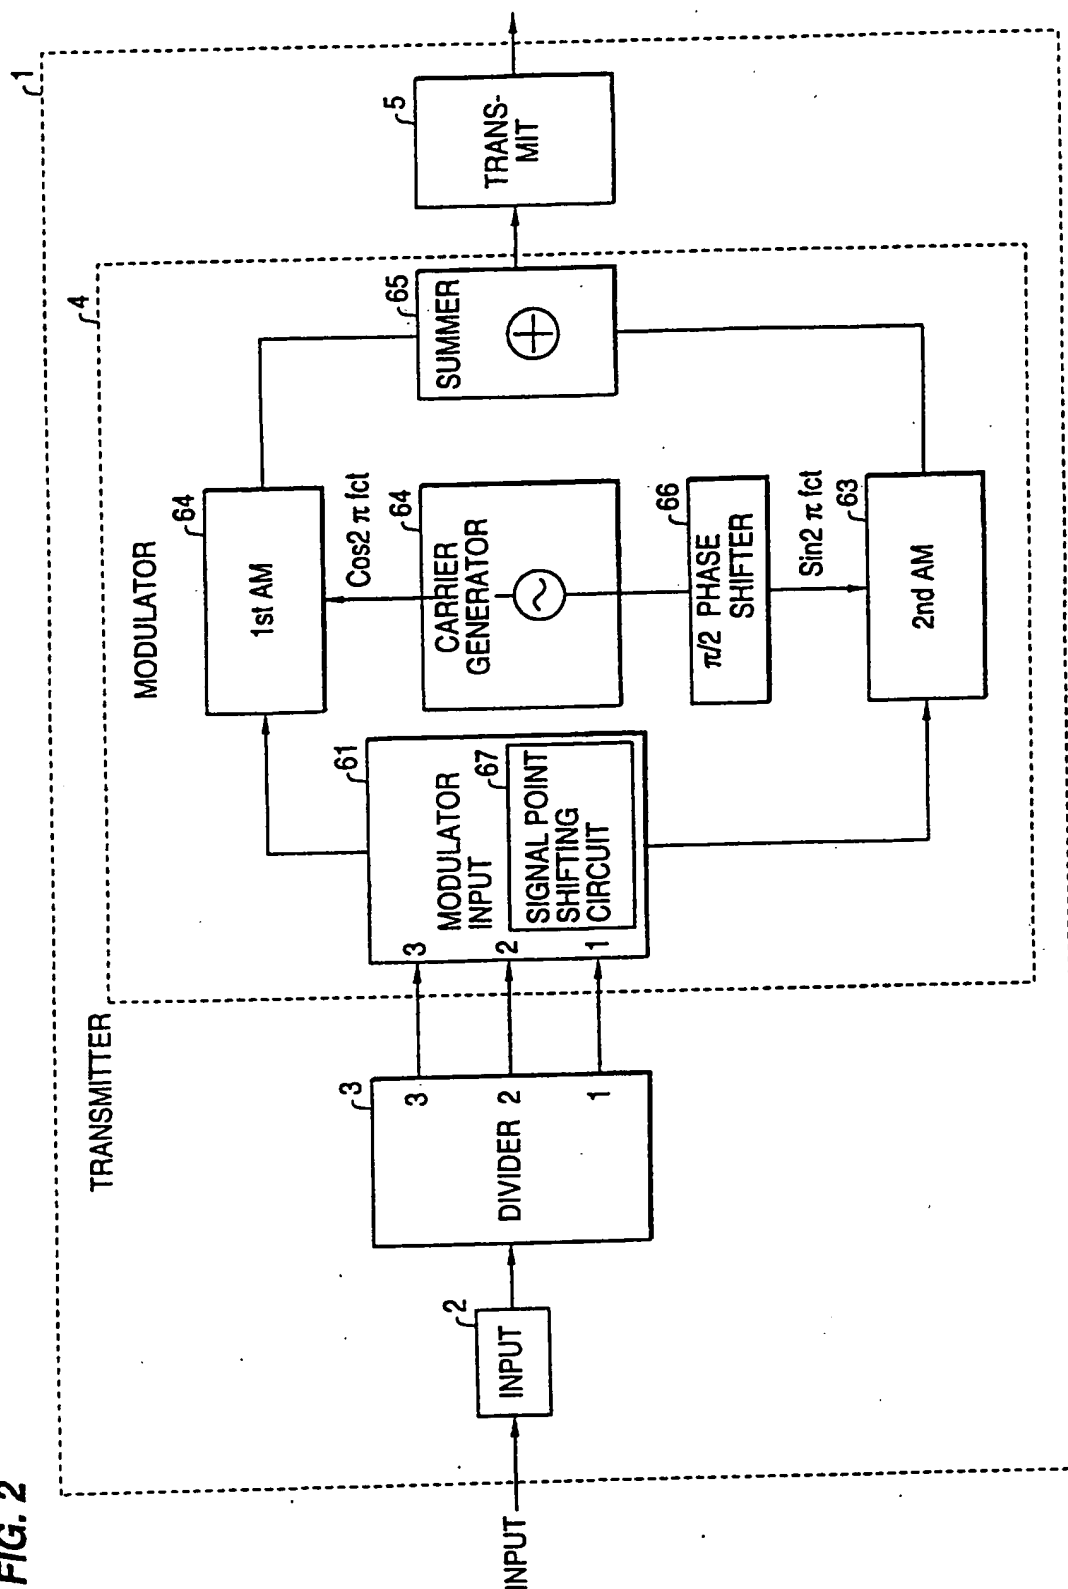 FIG. 2
TRANSMITTER
1
MODULATOR
4
INPUT
2
INPUT
3
DIVIDER
3
2
1
61
3
2
1
MODULATOR
INPUT
67
SIGNAL POINT
SHIFTING
CIRCUIT
64
1st AM
Cos2 π fct
64
CARRIER
GENERATOR
66
π/2 PHASE
SHIFTER
Sin2 π fct
63
2nd AM
65
SUMMER
5
TRANS-
MIT